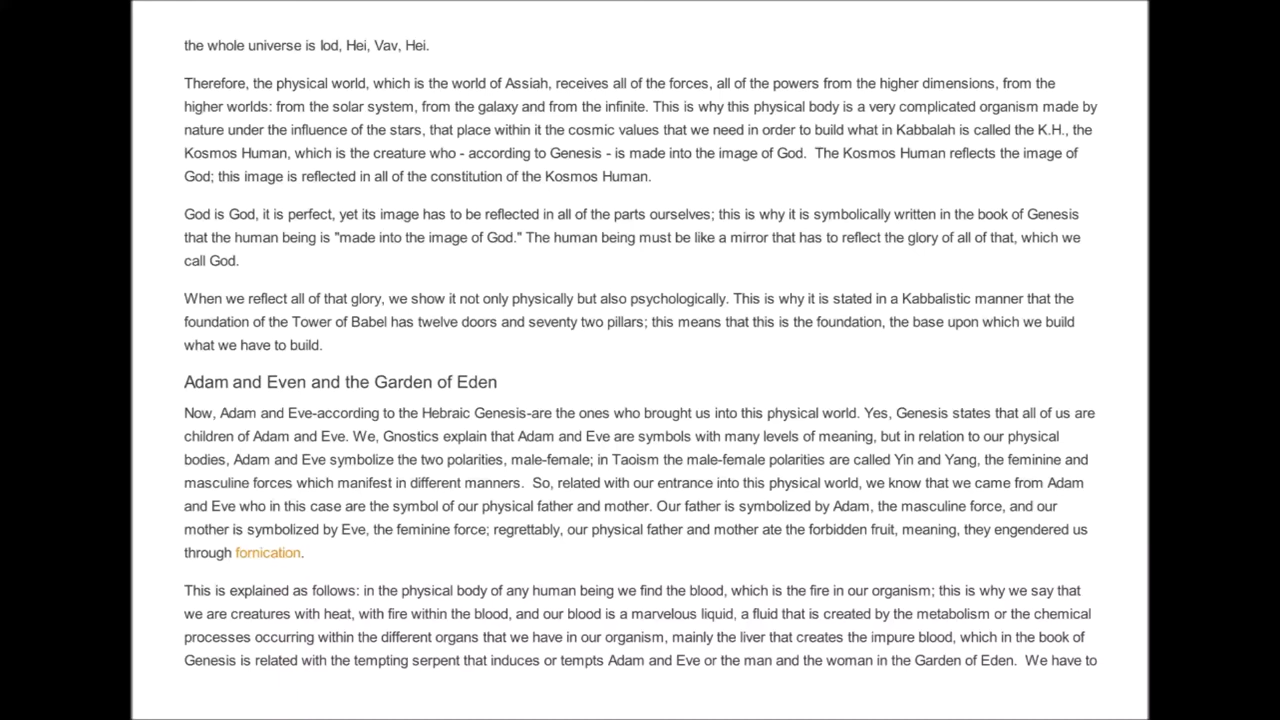 the whole universe is Iod, Hei, Vav, Hei.
Therefore, the physical world, which is the world of Assiah, receives all of the forces, all of the powers from the higher dimensions, from the
higher worlds: from the solar system, from the galaxy and from the infinite. This is why this physical body is a very complicated organism made by
nature under the influence of the stars, that place within it the cosmic values that we need in order to build what in Kabbalah is called the K.H., the
Kosmos Human, which is the creature who - according to Genesis - is made into the image of God.  The Kosmos Human reflects the image of
God; this image is reflected in all of the constitution of the Kosmos Human.
God is God, it is perfect, yet its image has to be reflected in all of the parts ourselves; this is why it is symbolically written in the book of Genesis
that the human being is "made into the image of God." The human being must be like a mirror that has to reflect the glory of all of that, which we
call God.
When we reflect all of that glory, we show it not only physically but also psychologically. This is why it is stated in a Kabbalistic manner that the
foundation of the Tower of Babel has twelve doors and seventy two pillars; this means that this is the foundation, the base upon which we build
what we have to build.
Adam and Even and the Garden of Eden
Now, Adam and Eve-according to the Hebraic Genesis-are the ones who brought us into this physical world. Yes, Genesis states that all of us are
children of Adam and Eve. We, Gnostics explain that Adam and Eve are symbols with many levels of meaning, but in relation to our physical
bodies, Adam and Eve symbolize the two polarities, male-female; in Taoism the male-female polarities are called Yin and Yang, the feminine and
masculine forces which manifest in different manners.  So, related with our entrance into this physical world, we know that we came from Adam
and Eve who in this case are the symbol of our physical father and mother. Our father is symbolized by Adam, the masculine force, and our
mother is symbolized by Eve, the feminine force; regrettably, our physical father and mother ate the forbidden fruit, meaning, they engendered us
through fornication.
This is explained as follows: in the physical body of any human being we find the blood, which is the fire in our organism; this is why we say that
we are creatures with heat, with fire within the blood, and our blood is a marvelous liquid, a fluid that is created by the metabolism or the chemical
processes occurring within the different organs that we have in our organism, mainly the liver that creates the impure blood, which in the book of
Genesis is related with the tempting serpent that induces or tempts Adam and Eve or the man and the woman in the Garden of Eden.  We have to